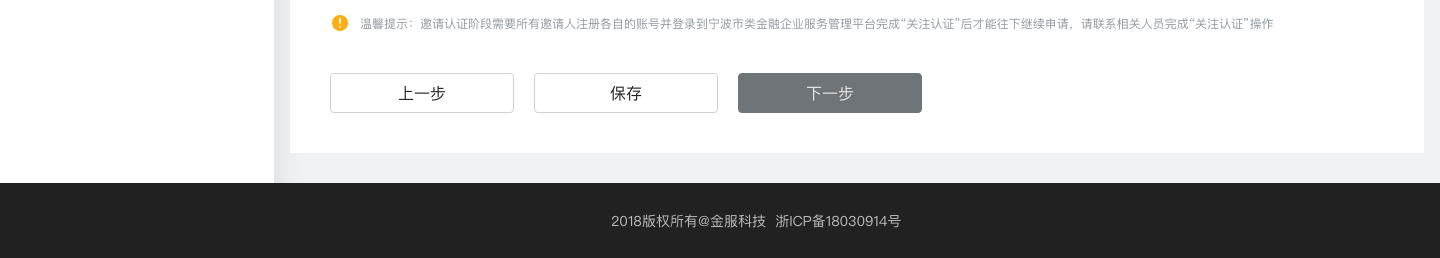 温馨提示：邀请认证阶段需要所有邀请人注册各自的账号并登录到宁波市类金融企业服务管理平台完成“关注认证”后才能往下继续申请，请联系相关人员完成“关注认证”操作
上一步
保存
下一步
2018版权所有@金服科技 浙ICP备18030914号